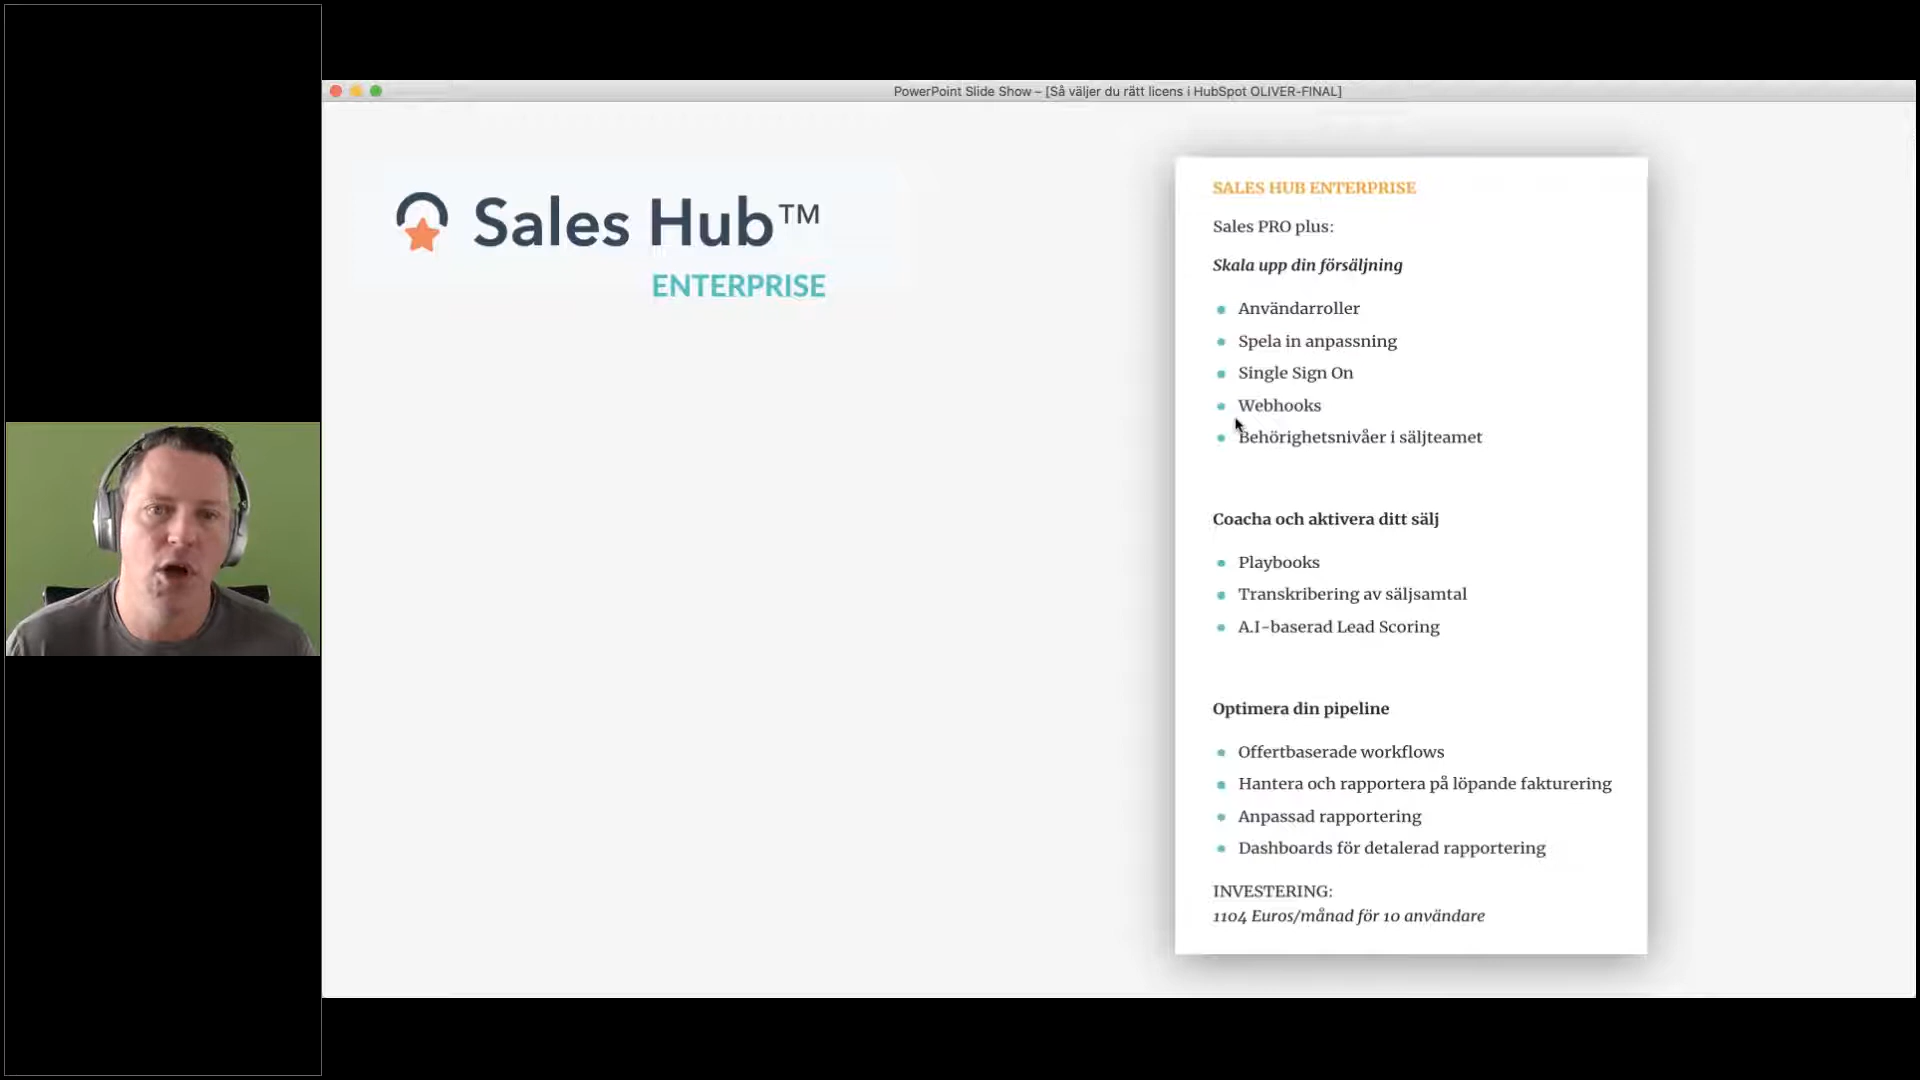 PowerPoint Slide Show – [Så väljer du rätt licens i HubSpot OLIVER-FINAL]
Sales Hub™
ENTERPRISE
SALES HUB ENTERPRISE
Sales PRO plus:
Skala upp din försäljning
Användarroller
Spela in anpassning
Single Sign On
Webhooks
Behörighetsnivåer i säljteamet
Coacha och aktivera ditt sälj
Playbooks
Transkribering av säljsamtal
A.I-baserad Lead Scoring
Optimera din pipeline
Offertbaserade workflows
Hantera och rapportera på löpande fakturering
Anpassad rapportering
Dashboards för detalerad rapportering
INVESTERING:
1104 Euros/månad för 10 användare